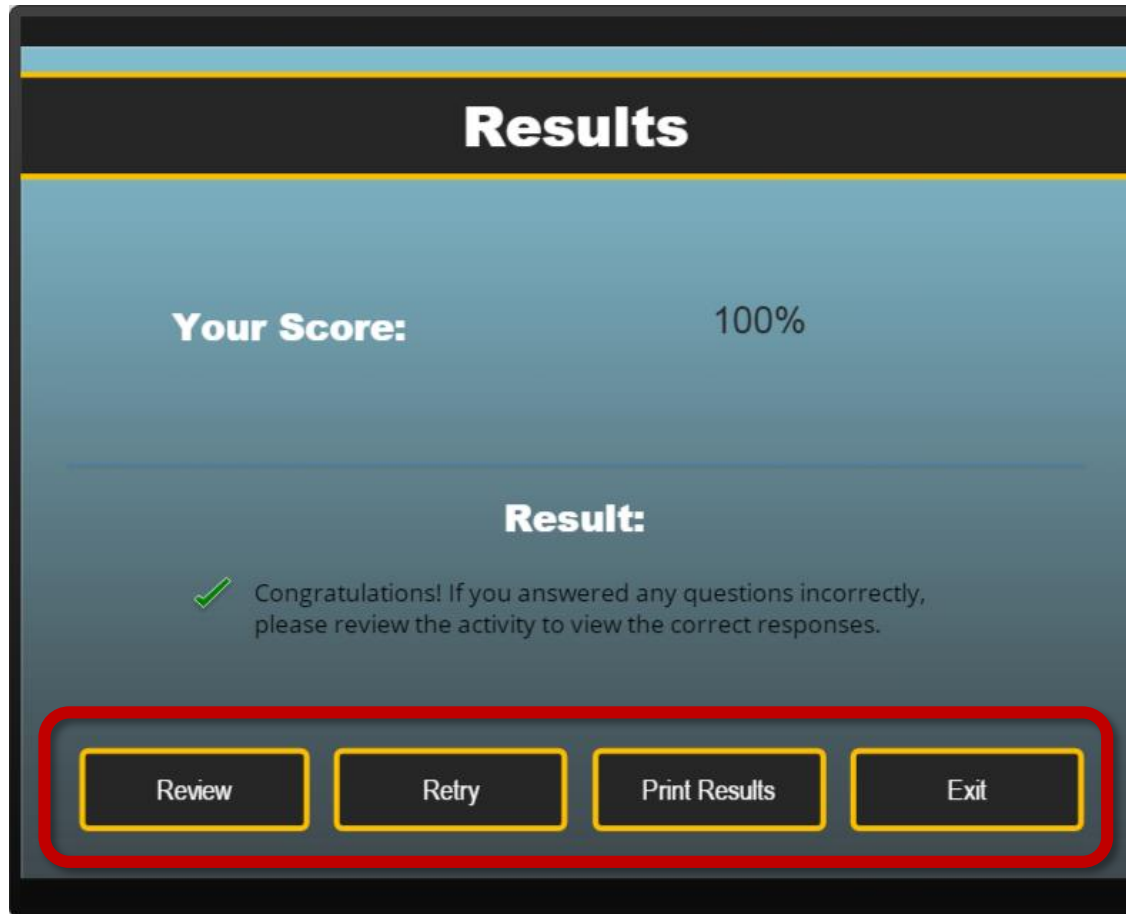 Results
Your Score:
100%
Result:
Congratulations! If you answered any questions incorrectly,
please review the activity to view the correct responses.
Review
Retry
Print Results
Exit